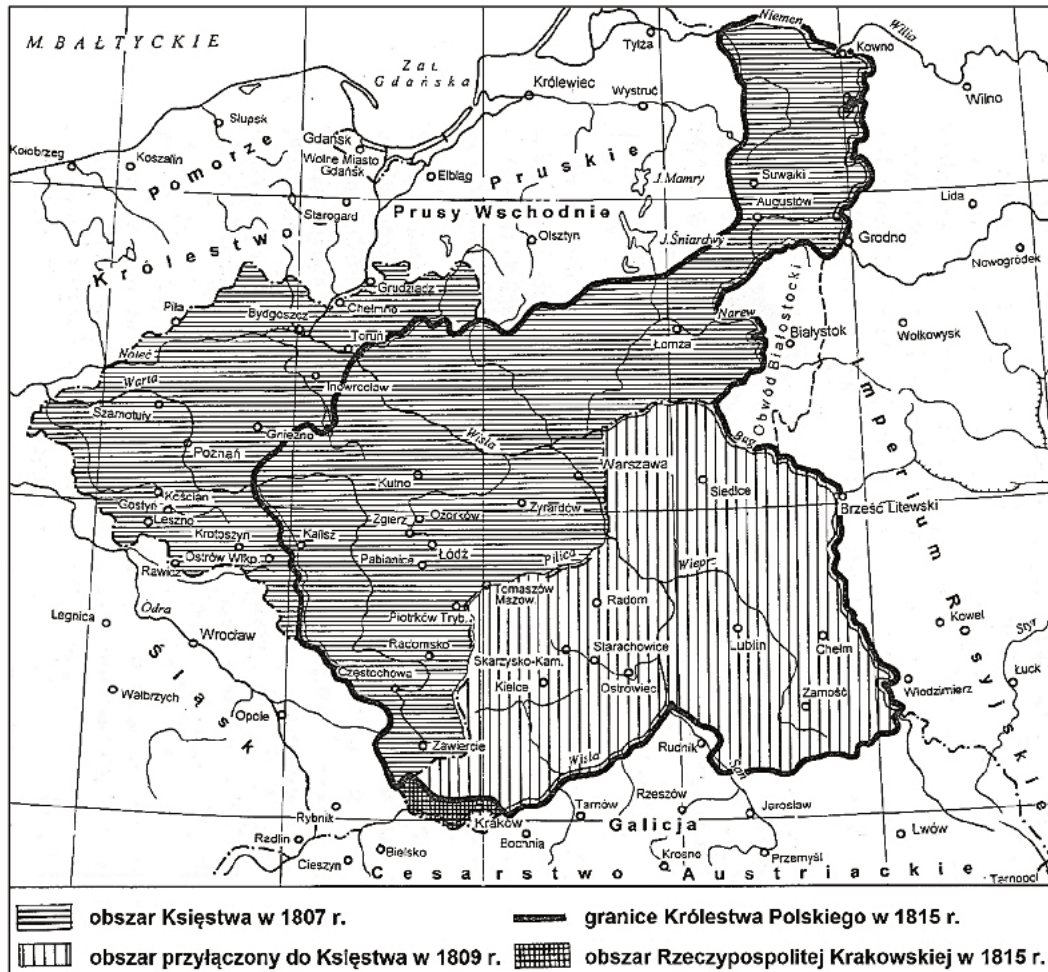 M. BAŁTYCKIE
Zat.
Gdańska
Niemen
Wilia
Tylża
Kowno
Królewiec
Wystruć
Wilno
Słupsk
Kołobrzeg
Koszalin
Gdańsk
Wolne Miasto
Gdańsk
Elbląg
Pomorze
Pruskie
J. Mamry
Suwałki
Augustów
Lida
Starogard
Prusy Wschodnie
Królestwo
Olsztyn
J. Śniardwy
Grodno
Nowogródek
Grudziądz
Chełmno
Piła
Bydgoszcz
Toruń
Narew
Łomża
Białystok
Wołkowysk
Obwód Białostocki
Noteć
Warta
Inowrocław
Szamotuły
Gniezno
Wisła
Bug
Imperium Rosyjskie
Poznań
Warszawa
Kutno
Siedlce
Kościan
Gostyń
Leszno
Żyrardów
Brześć Litewski
Zgierz
Ozorków
Krotoszyn
Kalisz
Łódź
Ostrów Wlkp.
Pabianice
Pilica
Wieprz
Rawicz
Tomaszów
Mazow.
Radom
Legnica
Odra
Piotrków Tryb.
Kowel
Styr
Wrocław
Radomsko
Starachowice
Lublin
Chełm
Skarżysko-Kam.
Łuck
Śląsk
Częstochowa
Kielce
Ostrowiec
Wałbrzych
Zamość
Włodzimierz
Opole
Zawiercie
Wisła
Rudnik
San
Rybnik
Kraków
Tarnów
Rzeszów
Jarosław
Galicja
Radlin
Bochnia
Lwów
Cieszyn
Bielsko
Krosno
Przemyśl
Cesarstwo Austriackie
Tarnopol
obszar Księstwa w 1807 r.
granice Królestwa Polskiego w 1815 r.
obszar przyłączony do Księstwa w 1809 r.
obszar Rzeczypospolitej Krakowskiej w 1815 r.